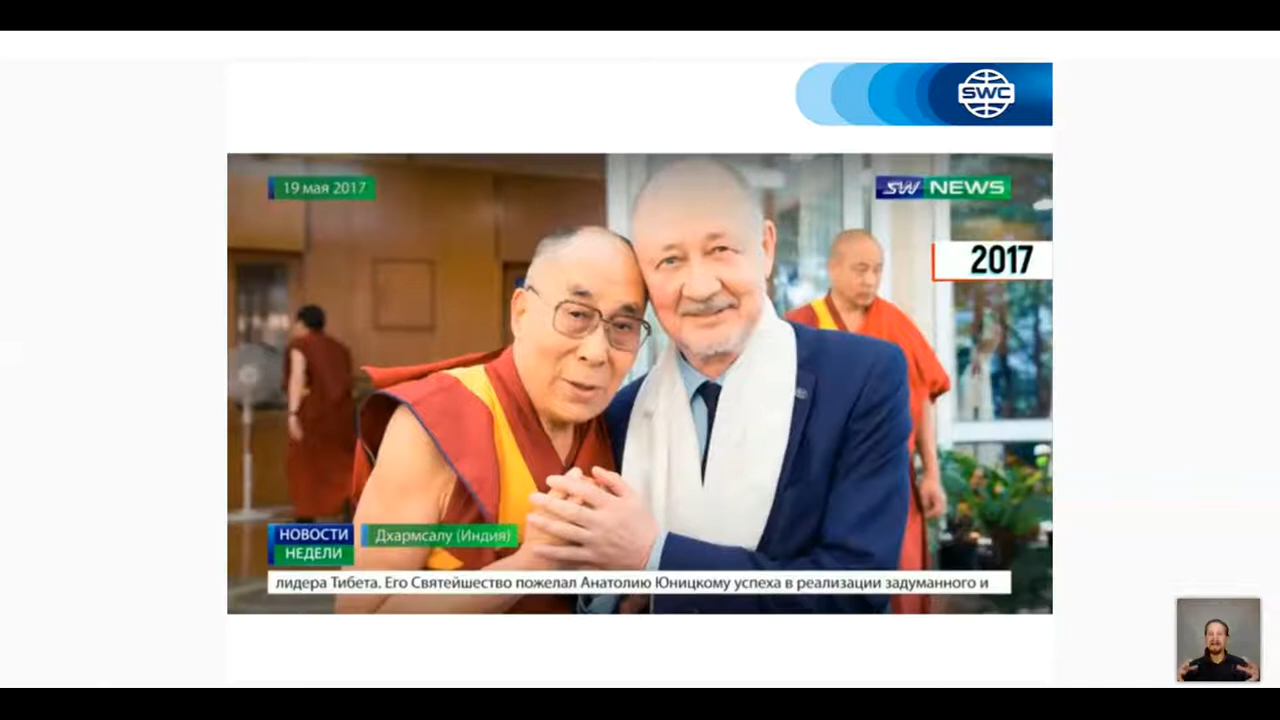 SWC
19 мая 2017
SW NEWS
2017
НОВОСТИ
НЕДЕЛИ
Дхармсалу (Индия)
лидера Тибета. Его Святейшество пожелал Анатолию Юницкому успеха в реализации задуманного и